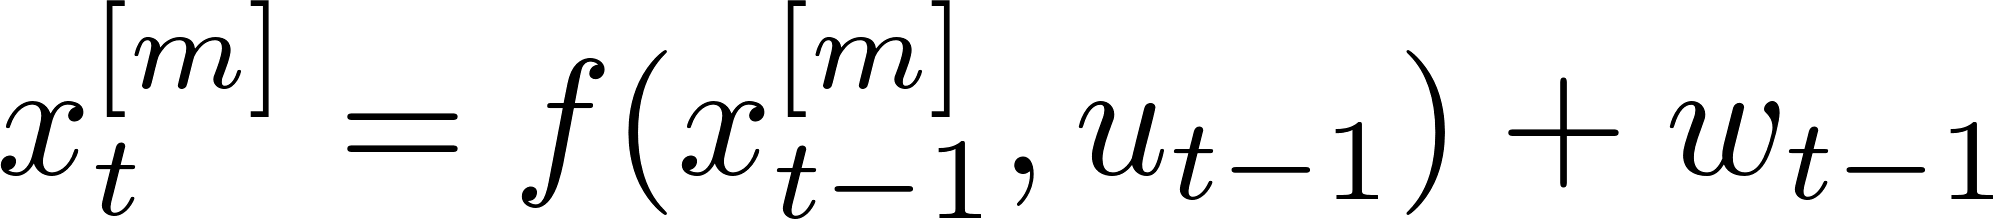 x_t^{[m]} = f(x_{t-1}^{[m]}, u_{t-1}) + w_{t-1}